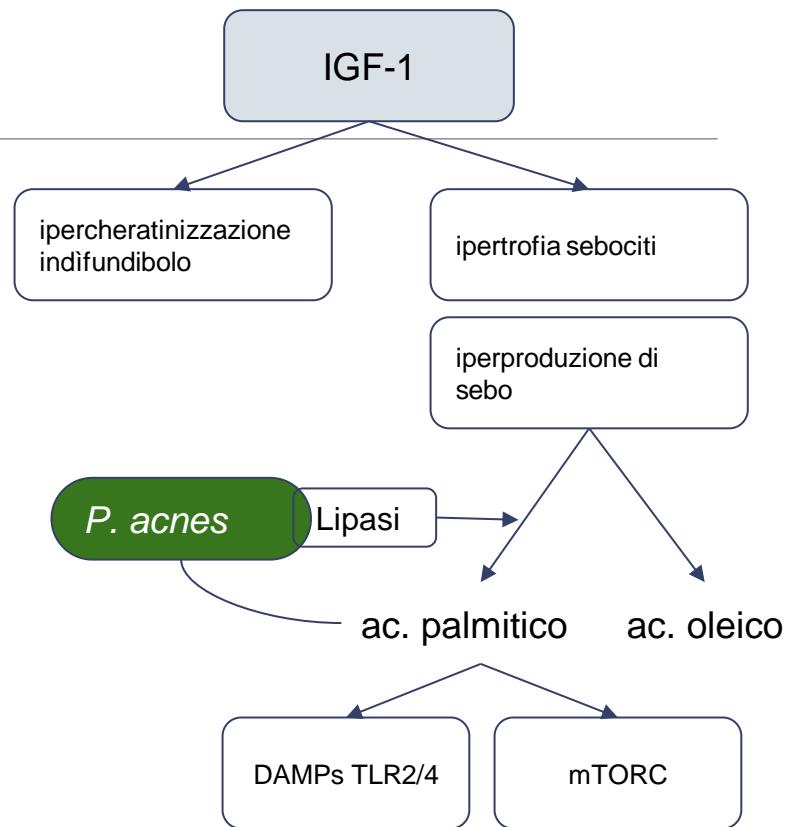 IGF-1
ipercheratinizzazione
indìfundibolo
ipertrofia sebociti
iperproduzione di
sebo
P. acnes
Lipasi
ac. palmitico
ac. oleico
DAMPs TLR2/4
mTORC